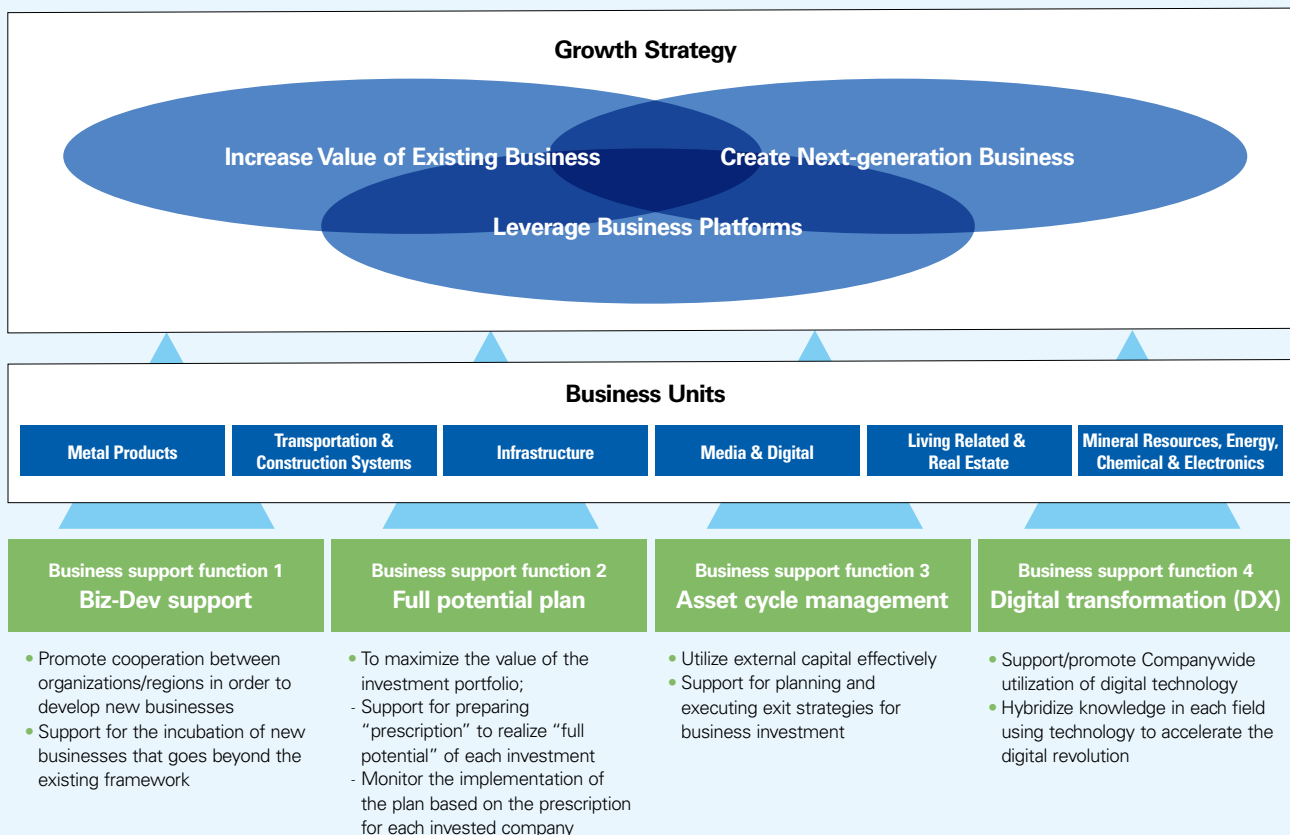 Growth Strategy
Increase Value of Existing Business
Create Next-generation Business
Leverage Business Platforms
Business Units
Metal Products
Transportation &
Construction Systems
Infrastructure
Media & Digital
Living Related &
Real Estate
Mineral Resources, Energy,
Chemical & Electronics
Business support function 1
Biz-Dev support
• Promote cooperation between
organizations/regions in order to
develop new businesses
• Support for the incubation of new
businesses that goes beyond the
existing framework
Business support function 2
Full potential plan
• To maximize the value of the
investment portfolio;
- Support for preparing
“prescription” to realize “full
potential” of each investment
- Monitor the implementation of
the plan based on the prescription
for each invested company
Business support function 3
Asset cycle management
• Utilize external capital effectively
• Support for planning and
executing exit strategies for
business investment
Business support function 4
Digital transformation (DX)
• Support/promote Companywide
utilization of digital technology
• Hybridize knowledge in each field
using technology to accelerate the
digital revolution